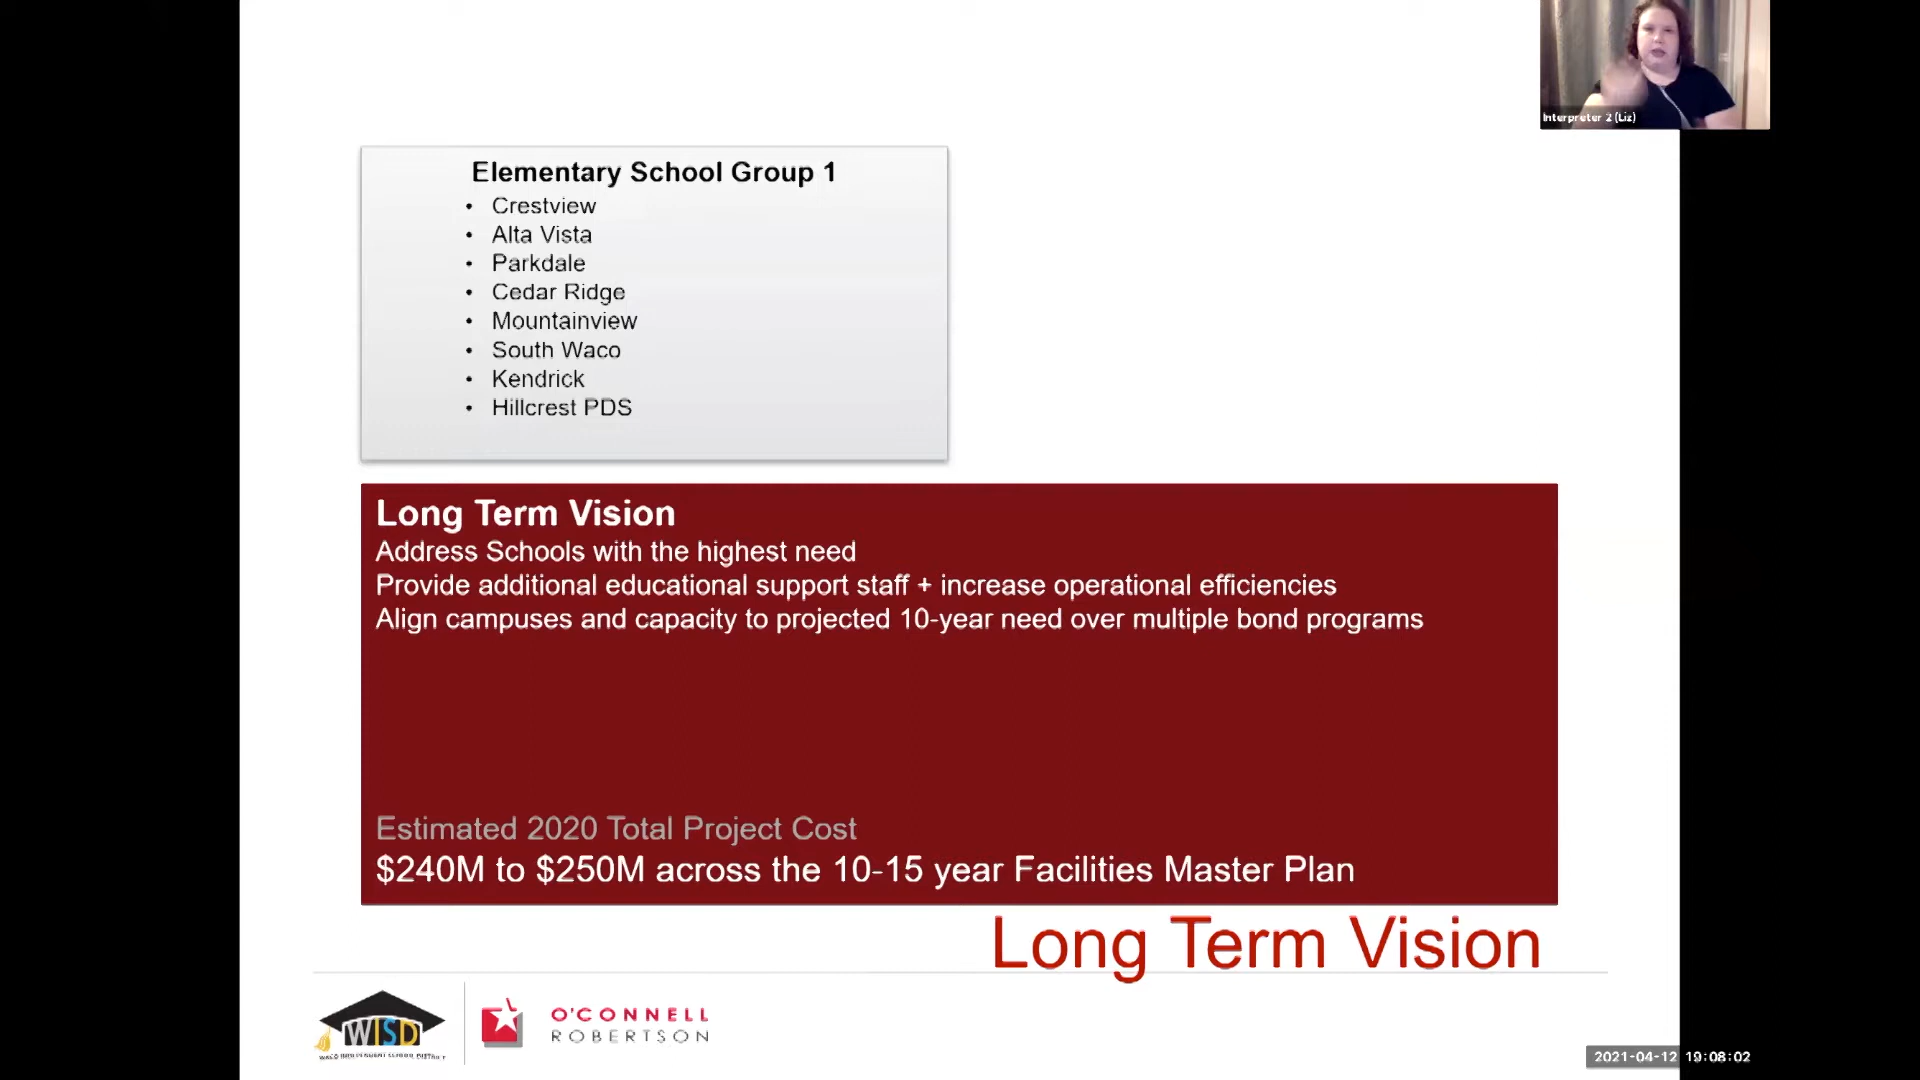 Interpreter 2 (Liz)
Elementary School Group 1
• Crestview
• Alta Vista
• Parkdale
• Cedar Ridge
• Mountainview
• South Waco
• Kendrick
• Hillcrest PDS
Long Term Vision
Address Schools with the highest need
Provide additional educational support staff + increase operational efficiencies
Align campuses and capacity to projected 10-year need over multiple bond programs
Estimated 2020 Total Project Cost
$240M to $250M across the 10-15 year Facilities Master Plan
Long Term Vision
WISD
WACO INDEPENDENT SCHOOL DISTRICT
O'CONNELL
ROBERTSON
2021-04-12 19:08:02